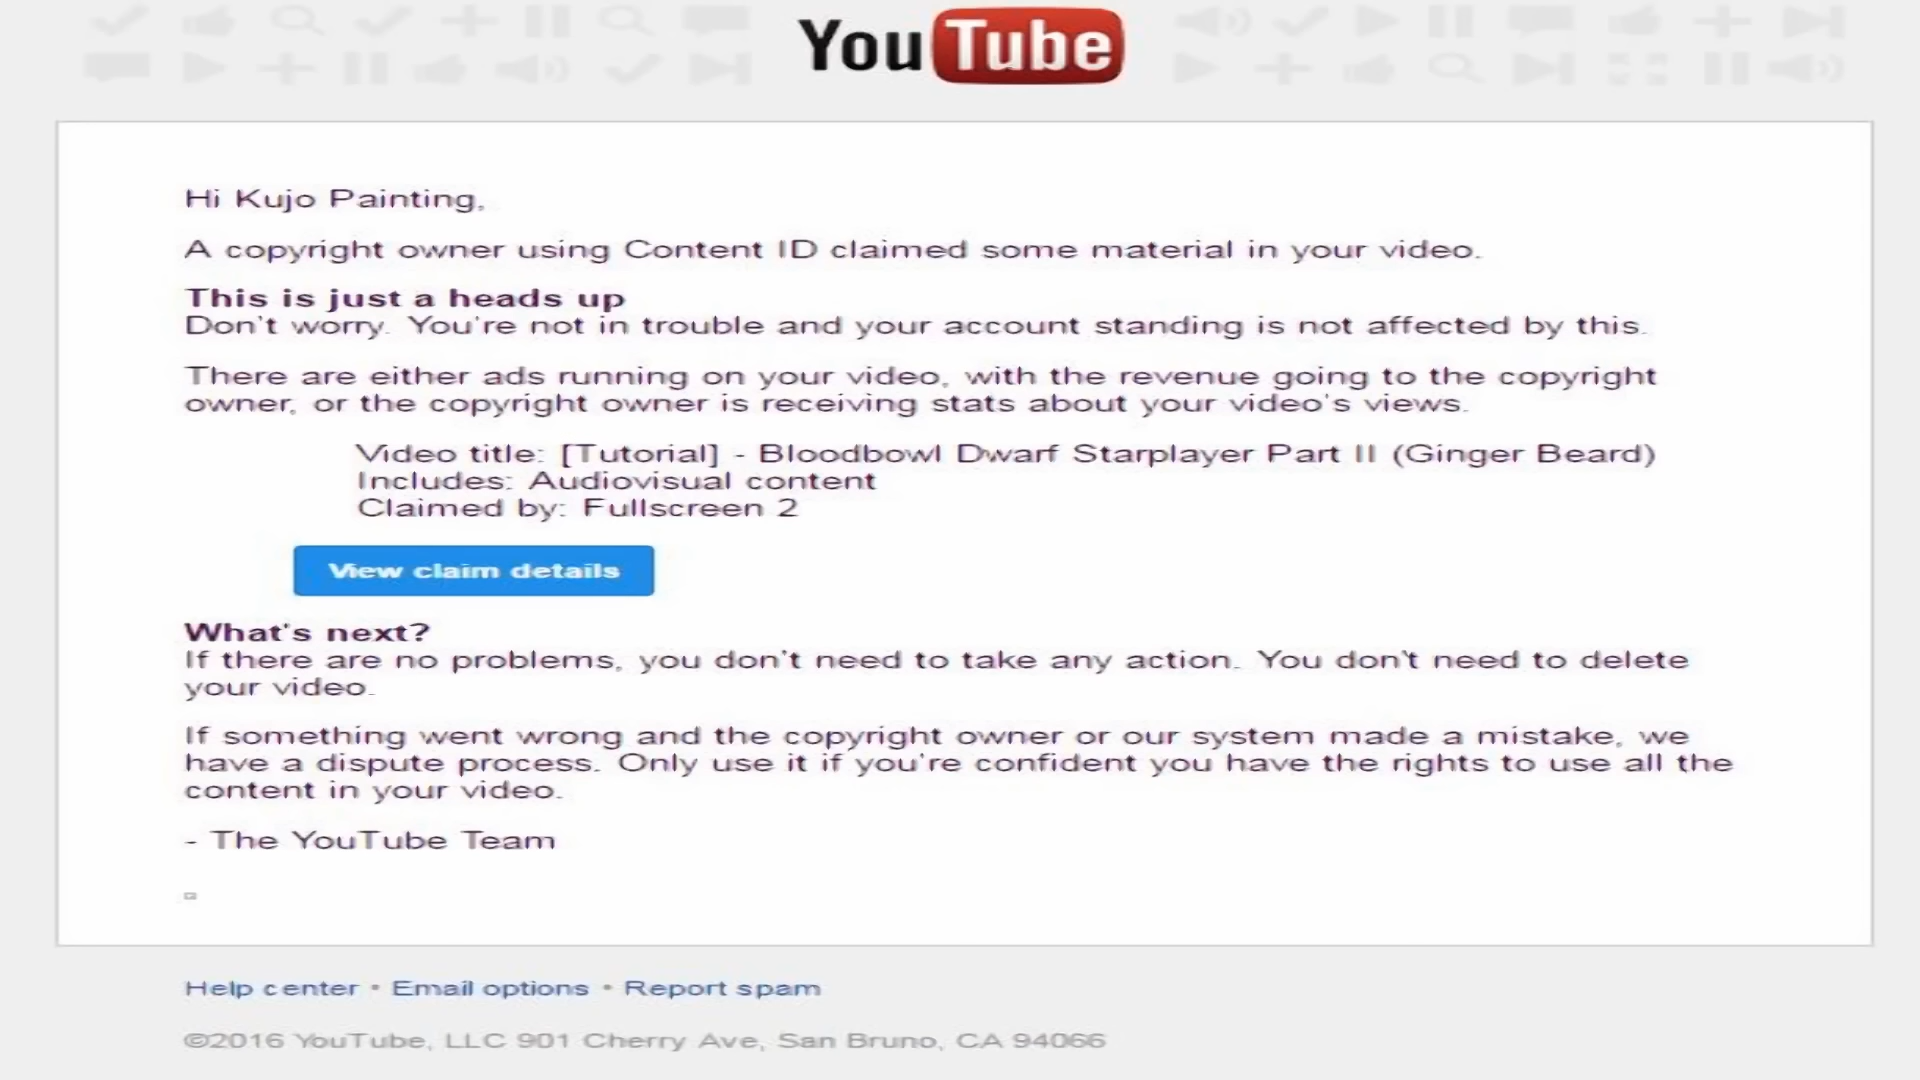 YouTube
Hi Kujo Painting,
A copyright owner using Content ID claimed some material in your video.
This is just a heads up
Don't worry. You're not in trouble and your account standing is not affected by this.
There are either ads running on your video, with the revenue going to the copyright
owner, or the copyright owner is receiving stats about your video's views.
Video title: [Tutorial] - Bloodbowl Dwarf Starplayer Part II (Ginger Beard)
Includes: Audiovisual content
Claimed by: Fullscreen 2
View claim details
What's next?
If there are no problems, you don't need to take any action. You don't need to delete
your video.
If something went wrong and the copyright owner or our system made a mistake, we
have a dispute process. Only use it if you're confident you have the rights to use all the
content in your video.
- The YouTube Team
Help center • Email options • Report spam
©2016 YouTube, LLC 901 Cherry Ave, San Bruno, CA 94066